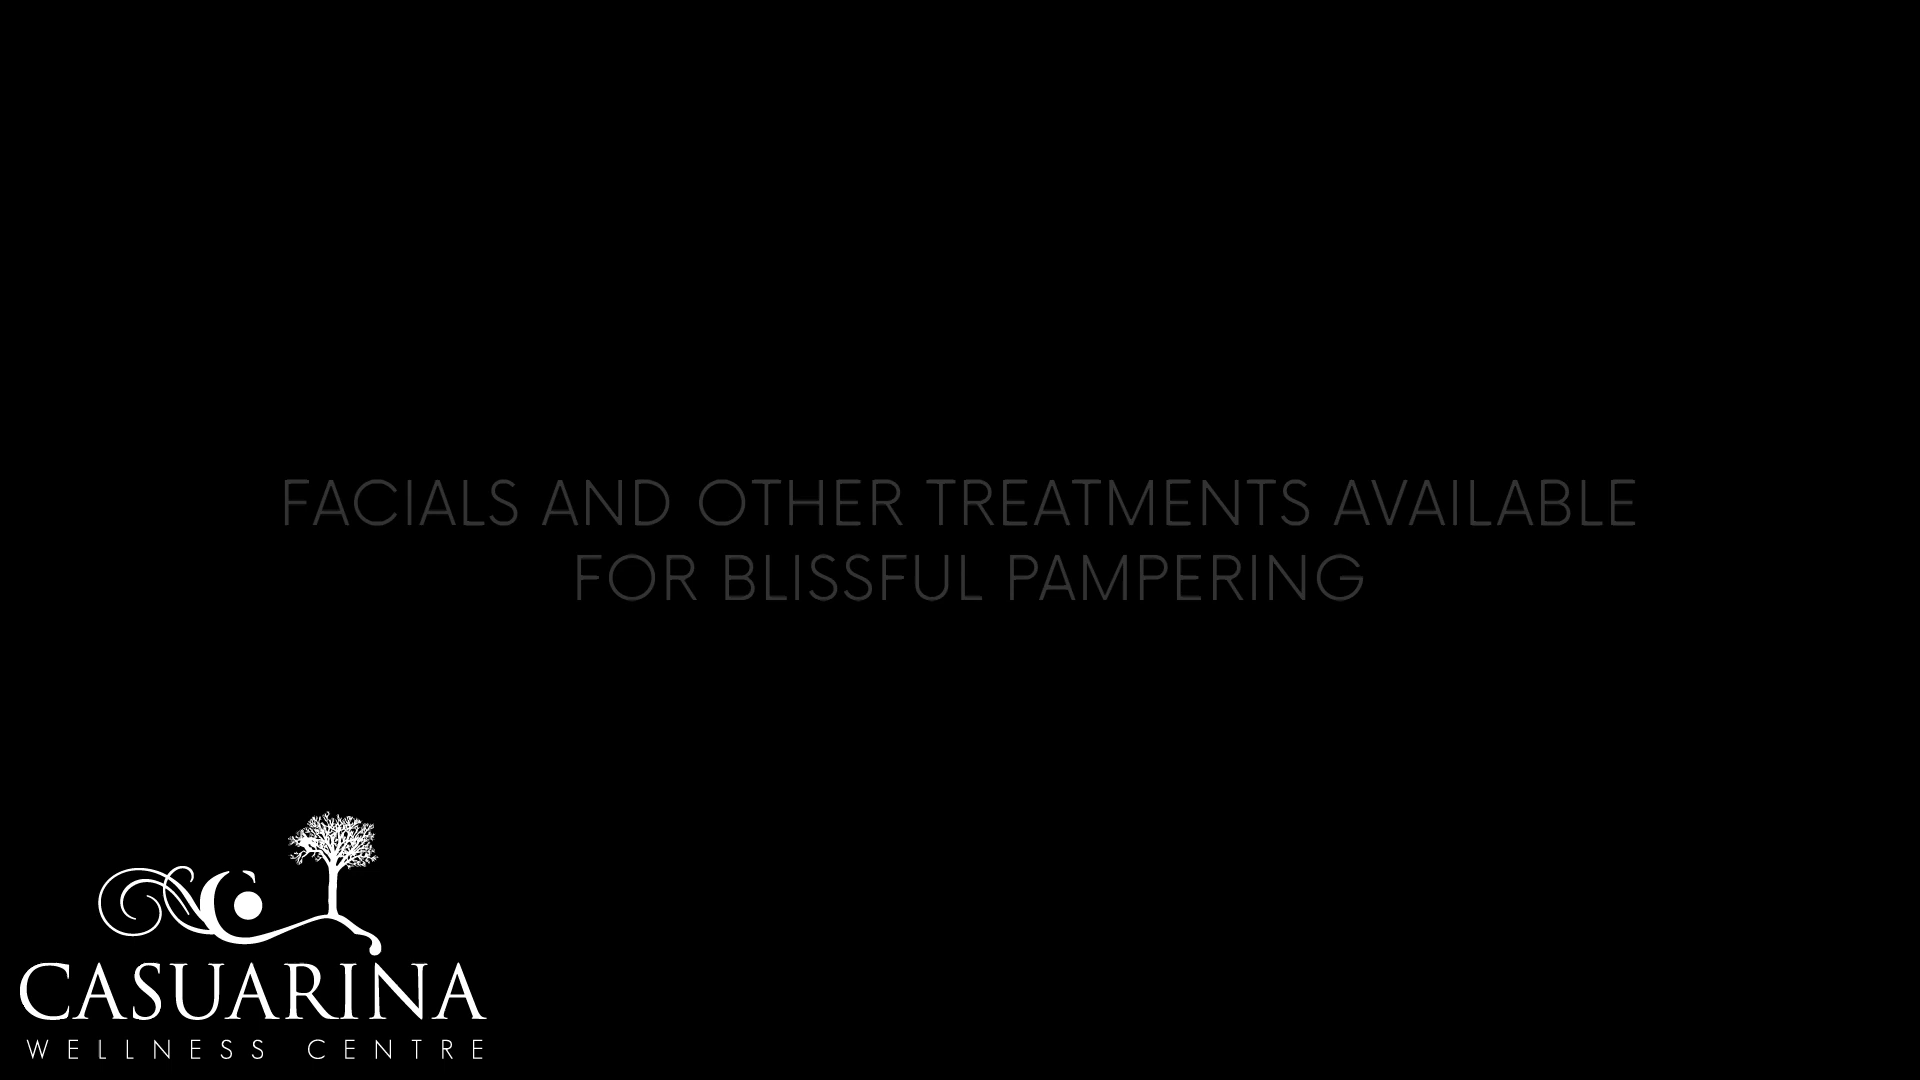 FACIALS AND OTHER TREATMENTS AVAILABLE
FOR BLISSFUL PAMPERING
CASUARINA
WELLNESS CENTRE